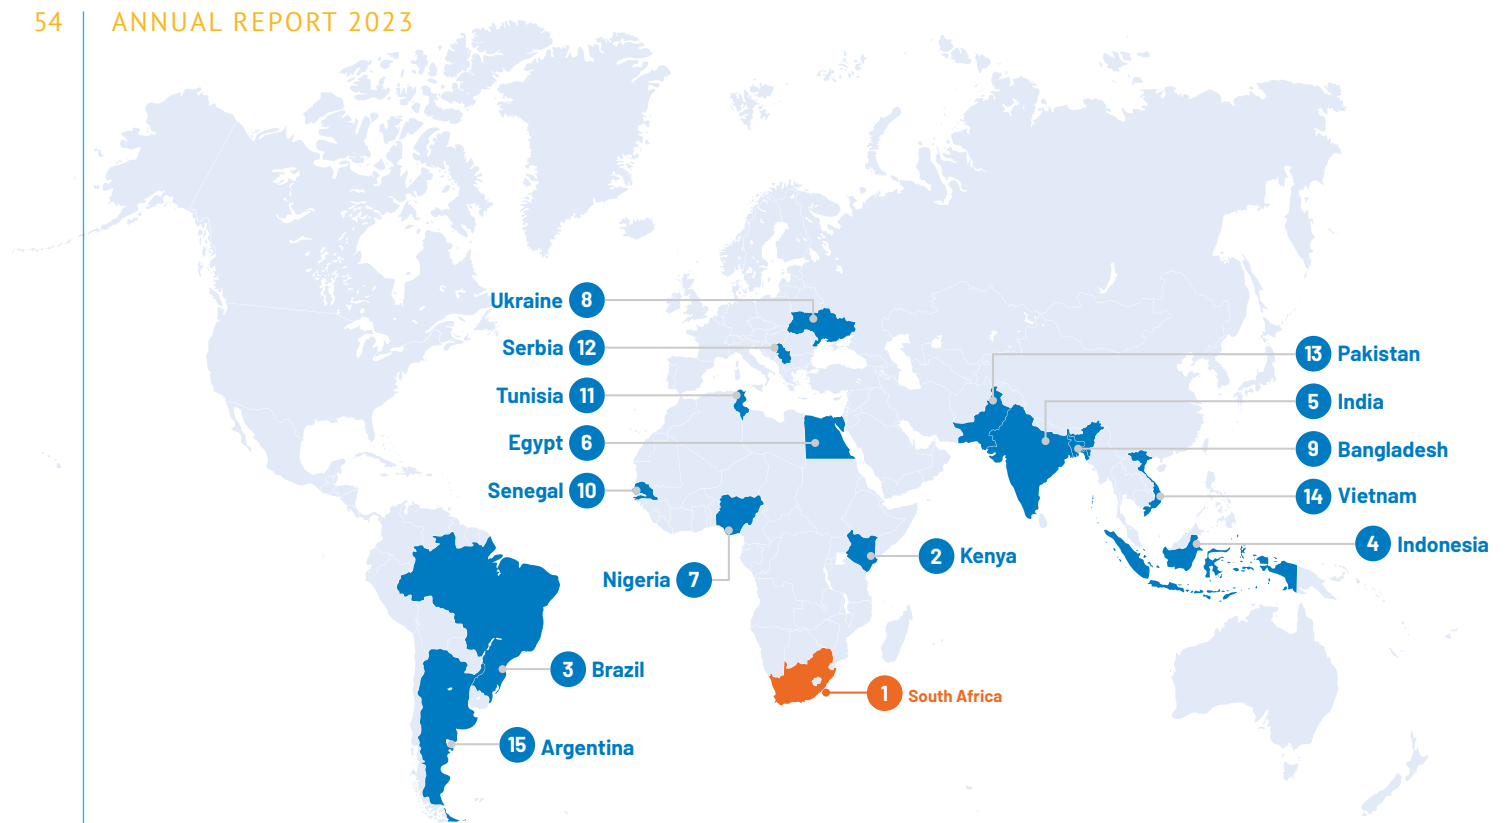 54 ANNUAL REPORT 2023
Ukraine 8
Serbia 12
Tunisia 11
Egypt 6
Senegal 10
Nigeria 7
3 Brazil
15 Argentina
2 Kenya
1 South Africa
13 Pakistan
5 India
9 Bangladesh
14 Vietnam
4 Indonesia